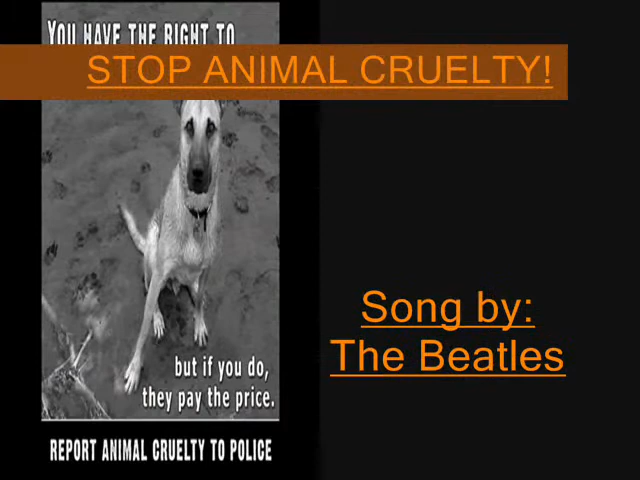 YOU HAVE THE RIGHT TO
STOP ANIMAL CRUELTY!
but if you do,
they pay the price.
REPORT ANIMAL CRUELTY TO POLICE
Song by:
The Beatles